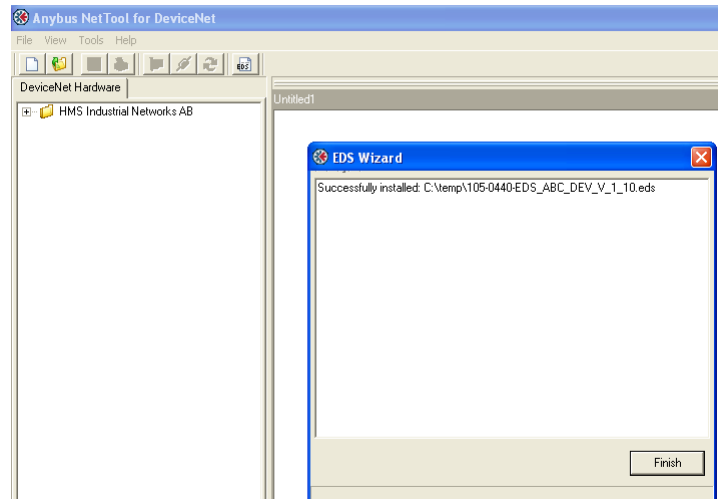 Anybus NetTool for DeviceNet
File View Tools Help
EDS
DeviceNet Hardware
Untitled1
HMS Industrial Networks AB
EDS Wizard
Successfully installed: C:\temp\105-0440-EDS_ABC_DEV_V_1_10.eds
Finish